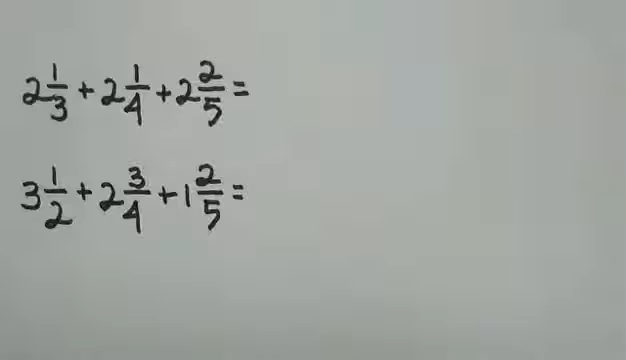 2 1/3 + 2 1/4 + 2 2/5 =
3 1/2 + 2 3/4 + 1 2/5 =